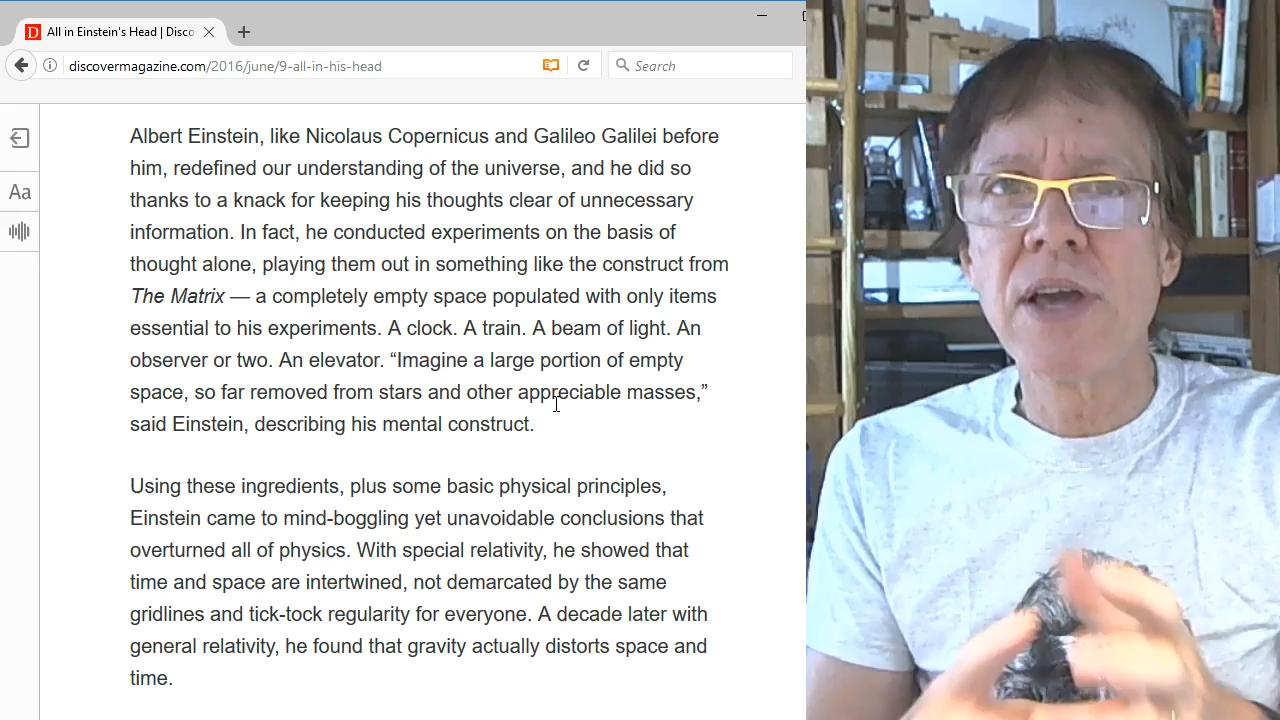 All in Einstein's Head | Disco
discovermagazine.com/2016/june/9-all-in-his-head
Search
Aa
Albert Einstein, like Nicolaus Copernicus and Galileo Galilei before
him, redefined our understanding of the universe, and he did so
thanks to a knack for keeping his thoughts clear of unnecessary
information. In fact, he conducted experiments on the basis of
thought alone, playing them out in something like the construct from
The Matrix — a completely empty space populated with only items
essential to his experiments. A clock. A train. A beam of light. An
observer or two. An elevator. “Imagine a large portion of empty
space, so far removed from stars and other appreciable masses,”
said Einstein, describing his mental construct.
Using these ingredients, plus some basic physical principles,
Einstein came to mind-boggling yet unavoidable conclusions that
overturned all of physics. With special relativity, he showed that
time and space are intertwined, not demarcated by the same
gridlines and tick-tock regularity for everyone. A decade later with
general relativity, he found that gravity actually distorts space and
time.